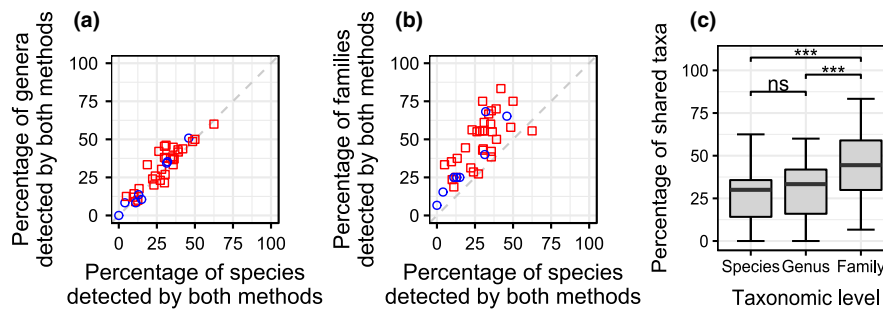 (a)
Percentage of genera
detected by both methods
100
75
50
25
0
0 25 50 75 100
Percentage of species
detected by both methods
(b)
Percentage of families
detected by both methods
100
75
50
25
0
0 25 50 75 100
Percentage of species
detected by both methods
(c)
Percentage of shared taxa
100
75
50
25
0
***
ns
***
Species Genus Family
Taxonomic level